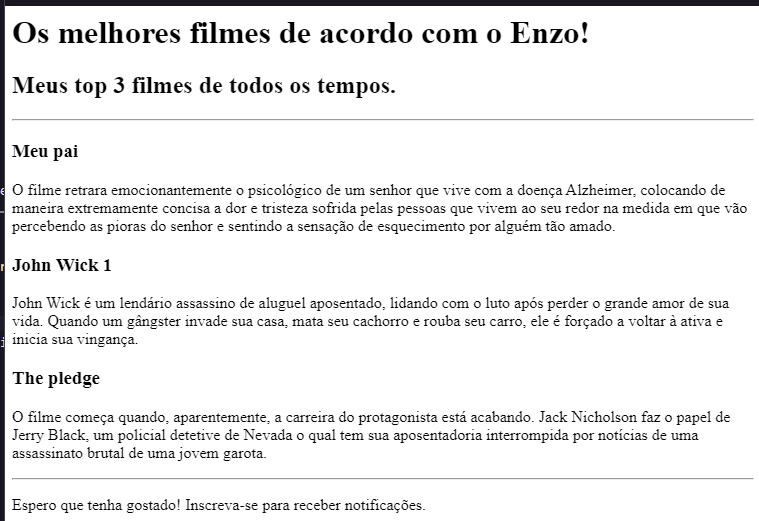 Os melhores filmes de acordo com o Enzo!
Meus top 3 filmes de todos os tempos.
Meu pai
O filme retrara emocionantemente o psicológico de um senhor que vive com a doença Alzheimer, colocando de
maneira extremamente concisa a dor e tristeza sofrida pelas pessoas que vivem ao seu redor na medida em que vão
percebendo as pioras do senhor e sentindo a sensação de esquecimento por alguém tão amado.
John Wick 1
John Wick é um lendário assassino de aluguel aposentado, lidando com o luto após perder o grande amor de sua
vida. Quando um gângster invade sua casa, mata seu cachorro e rouba seu carro, ele é forçado a voltar à ativa e
inicia sua vingança.
The pledge
O filme começa quando, aparentemente, a carreira do protagonista está acabando. Jack Nicholson faz o papel de
Jerry Black, um policial detetive de Nevada o qual tem sua aposentadoria interrompida por notícias de uma
assassinato brutal de uma jovem garota.
Espero que tenha gostado! Inscreva-se para receber notificações.